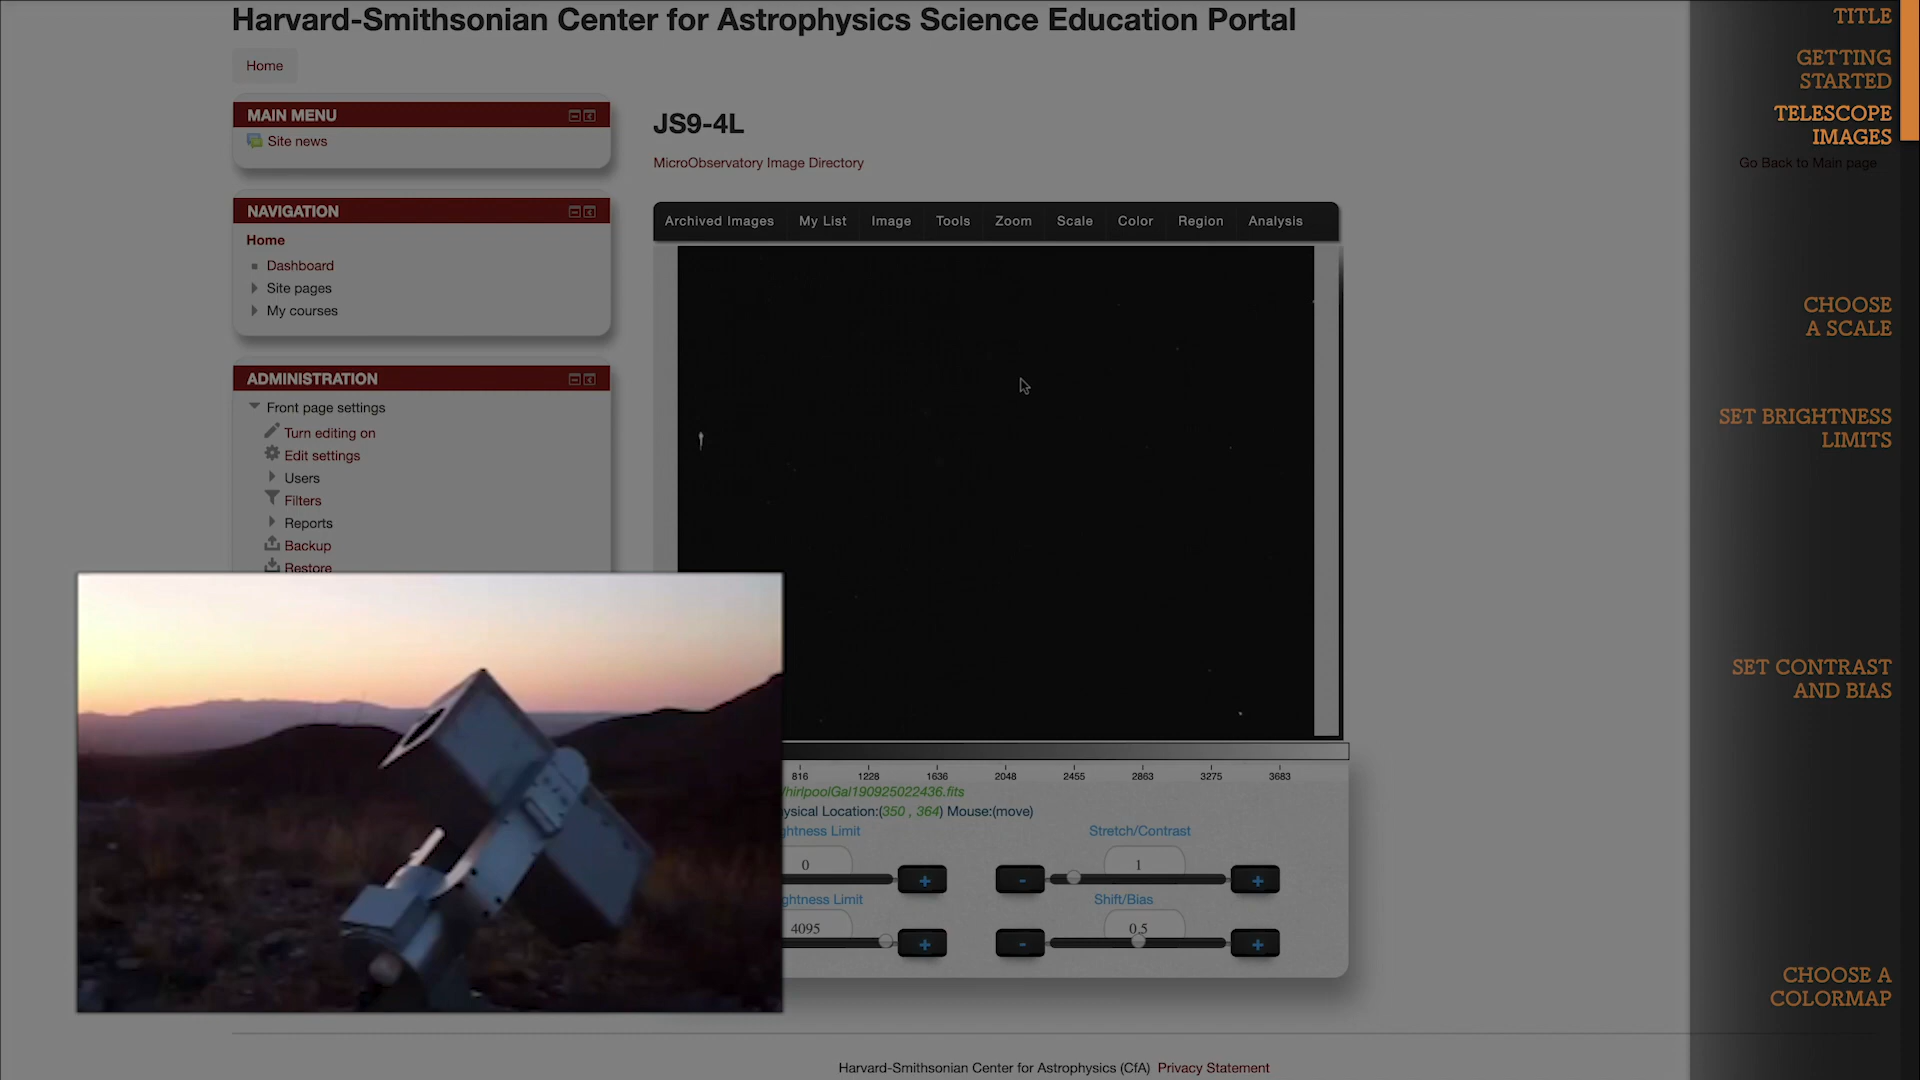 Harvard-Smithsonian Center for Astrophysics Science Education Portal
Home
MAIN MENU
Site news
NAVIGATION
Home
Dashboard
Site pages
My courses
ADMINISTRATION
Front page settings
Turn editing on
Edit settings
Users
Filters
Reports
Backup
Restore
JS9-4L
MicroObservatory Image Directory
Archived Images My List Image Tools Zoom Scale Color Region Analysis
816 1228 1636 2048 2455 2863 3275 3683
hirlpoolGal190925022436.fits
ysical Location:(350 , 364) Mouse:(move)
ghtness Limit
0
+
ghtness Limit
4095
+
Stretch/Contrast
- 1 +
Shift/Bias
- 0.5 +
Harvard-Smithsonian Center for Astrophysics (CfA) Privacy Statement
TITLE
GETTING
STARTED
TELESCOPE
IMAGES
Go Back to Main page
CHOOSE
A SCALE
SET BRIGHTNESS
LIMITS
SET CONTRAST
AND BIAS
CHOOSE A
COLORMAP